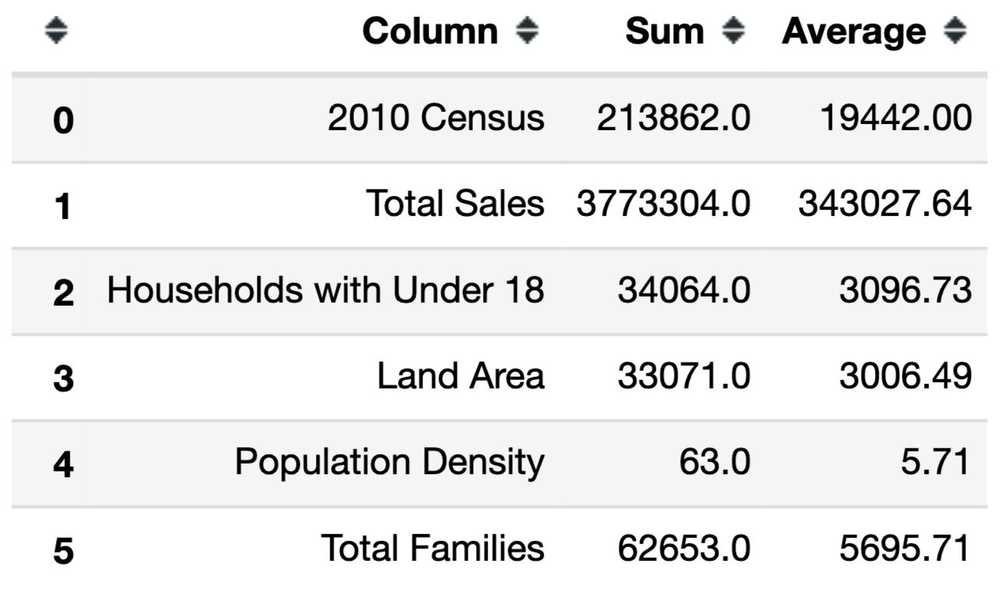 Column Sum Average
0 2010 Census 213862.0 19442.00
1 Total Sales 3773304.0 343027.64
2 Households with Under 18 34064.0 3096.73
3 Land Area 33071.0 3006.49
4 Population Density 63.0 5.71
5 Total Families 62653.0 5695.71